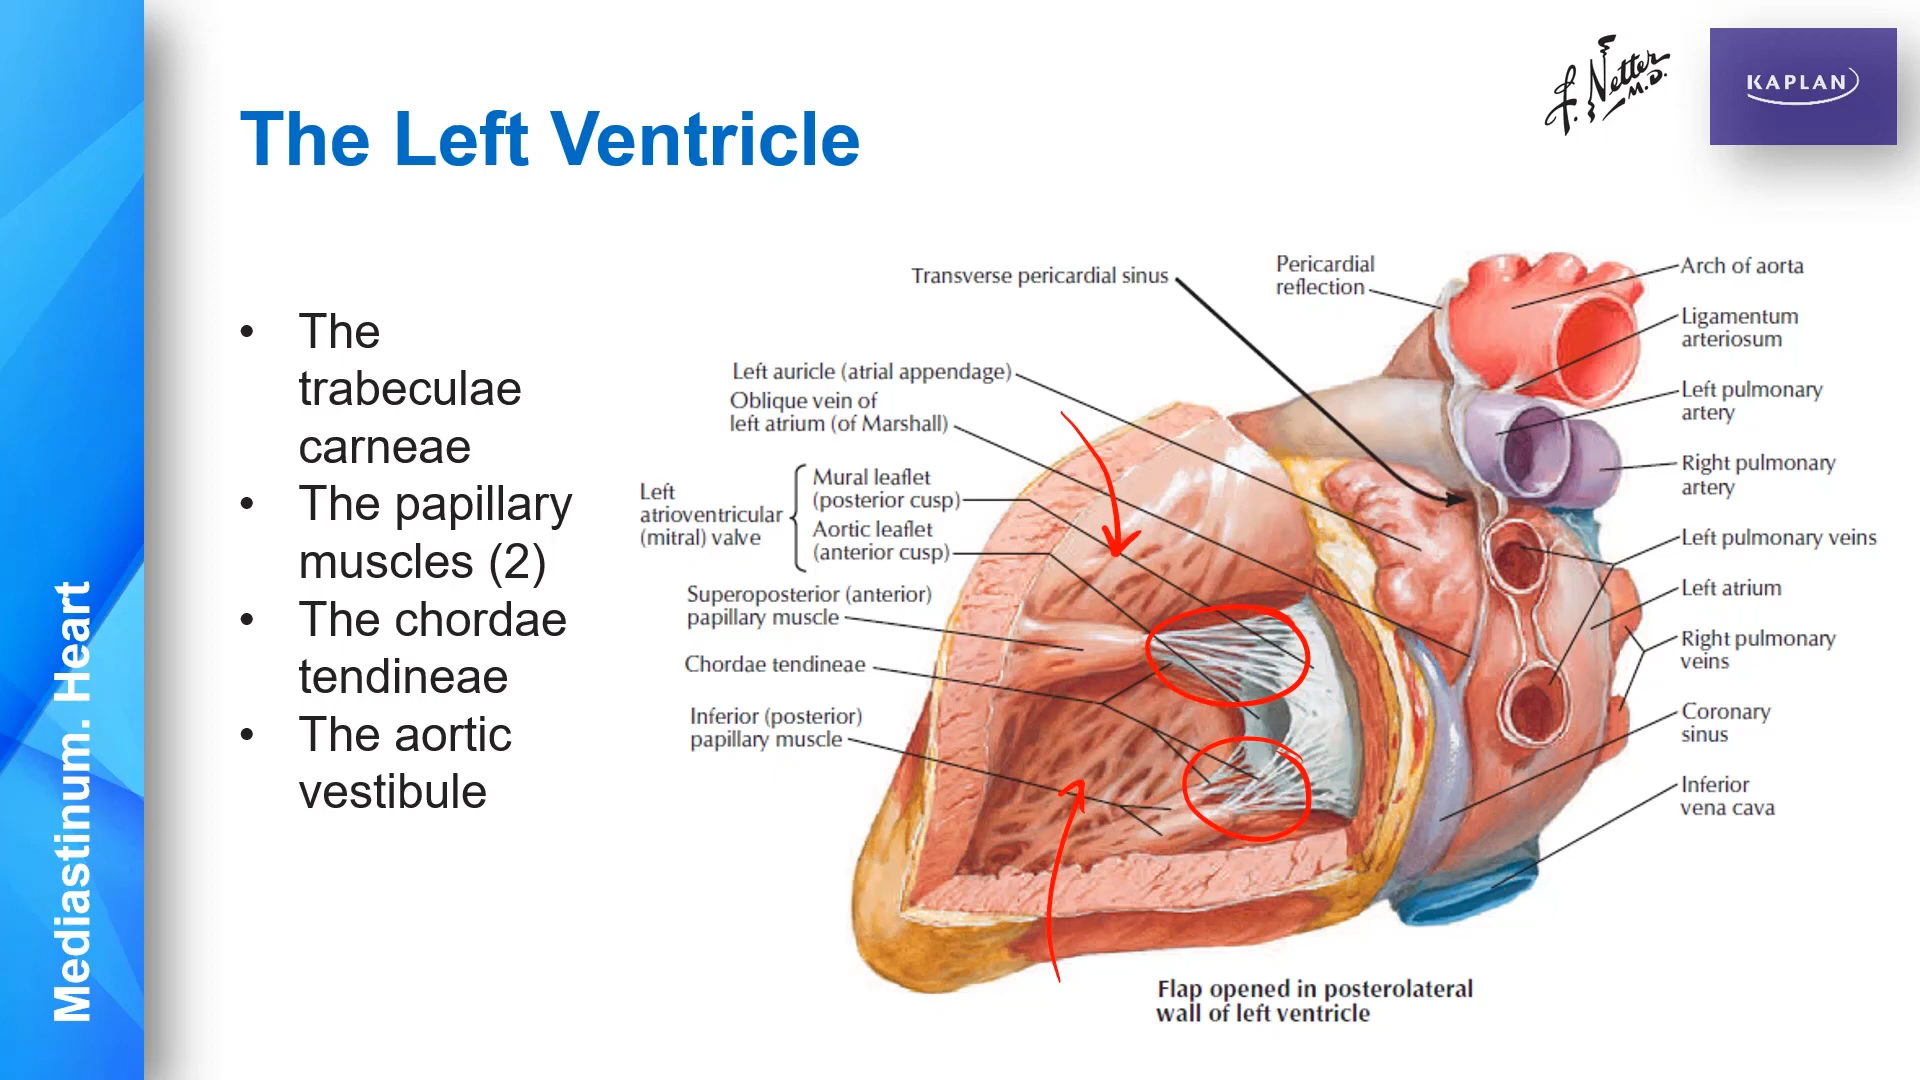 The Left Ventricle
F. Netter
M.D.
KAPLAN
Mediastinum. Heart
• The
trabeculae
carneae
• The papillary
muscles (2)
• The chordae
tendineae
• The aortic
vestibule
Transverse pericardial sinus
Pericardial
reflection
Left auricle (atrial appendage)
Oblique vein of
left atrium (of Marshall)
Left
atrioventricular
(mitral) valve
Mural leaflet
(posterior cusp)
Aortic leaflet
(anterior cusp)
Superoposterior (anterior)
papillary muscle
Chordae tendineae
Inferior (posterior)
papillary muscle
Arch of aorta
Ligamentum
arteriosum
Left pulmonary
artery
Right pulmonary
artery
Left pulmonary veins
Left atrium
Right pulmonary
veins
Coronary
sinus
Inferior
vena cava
Flap opened in posterolateral
wall of left ventricle